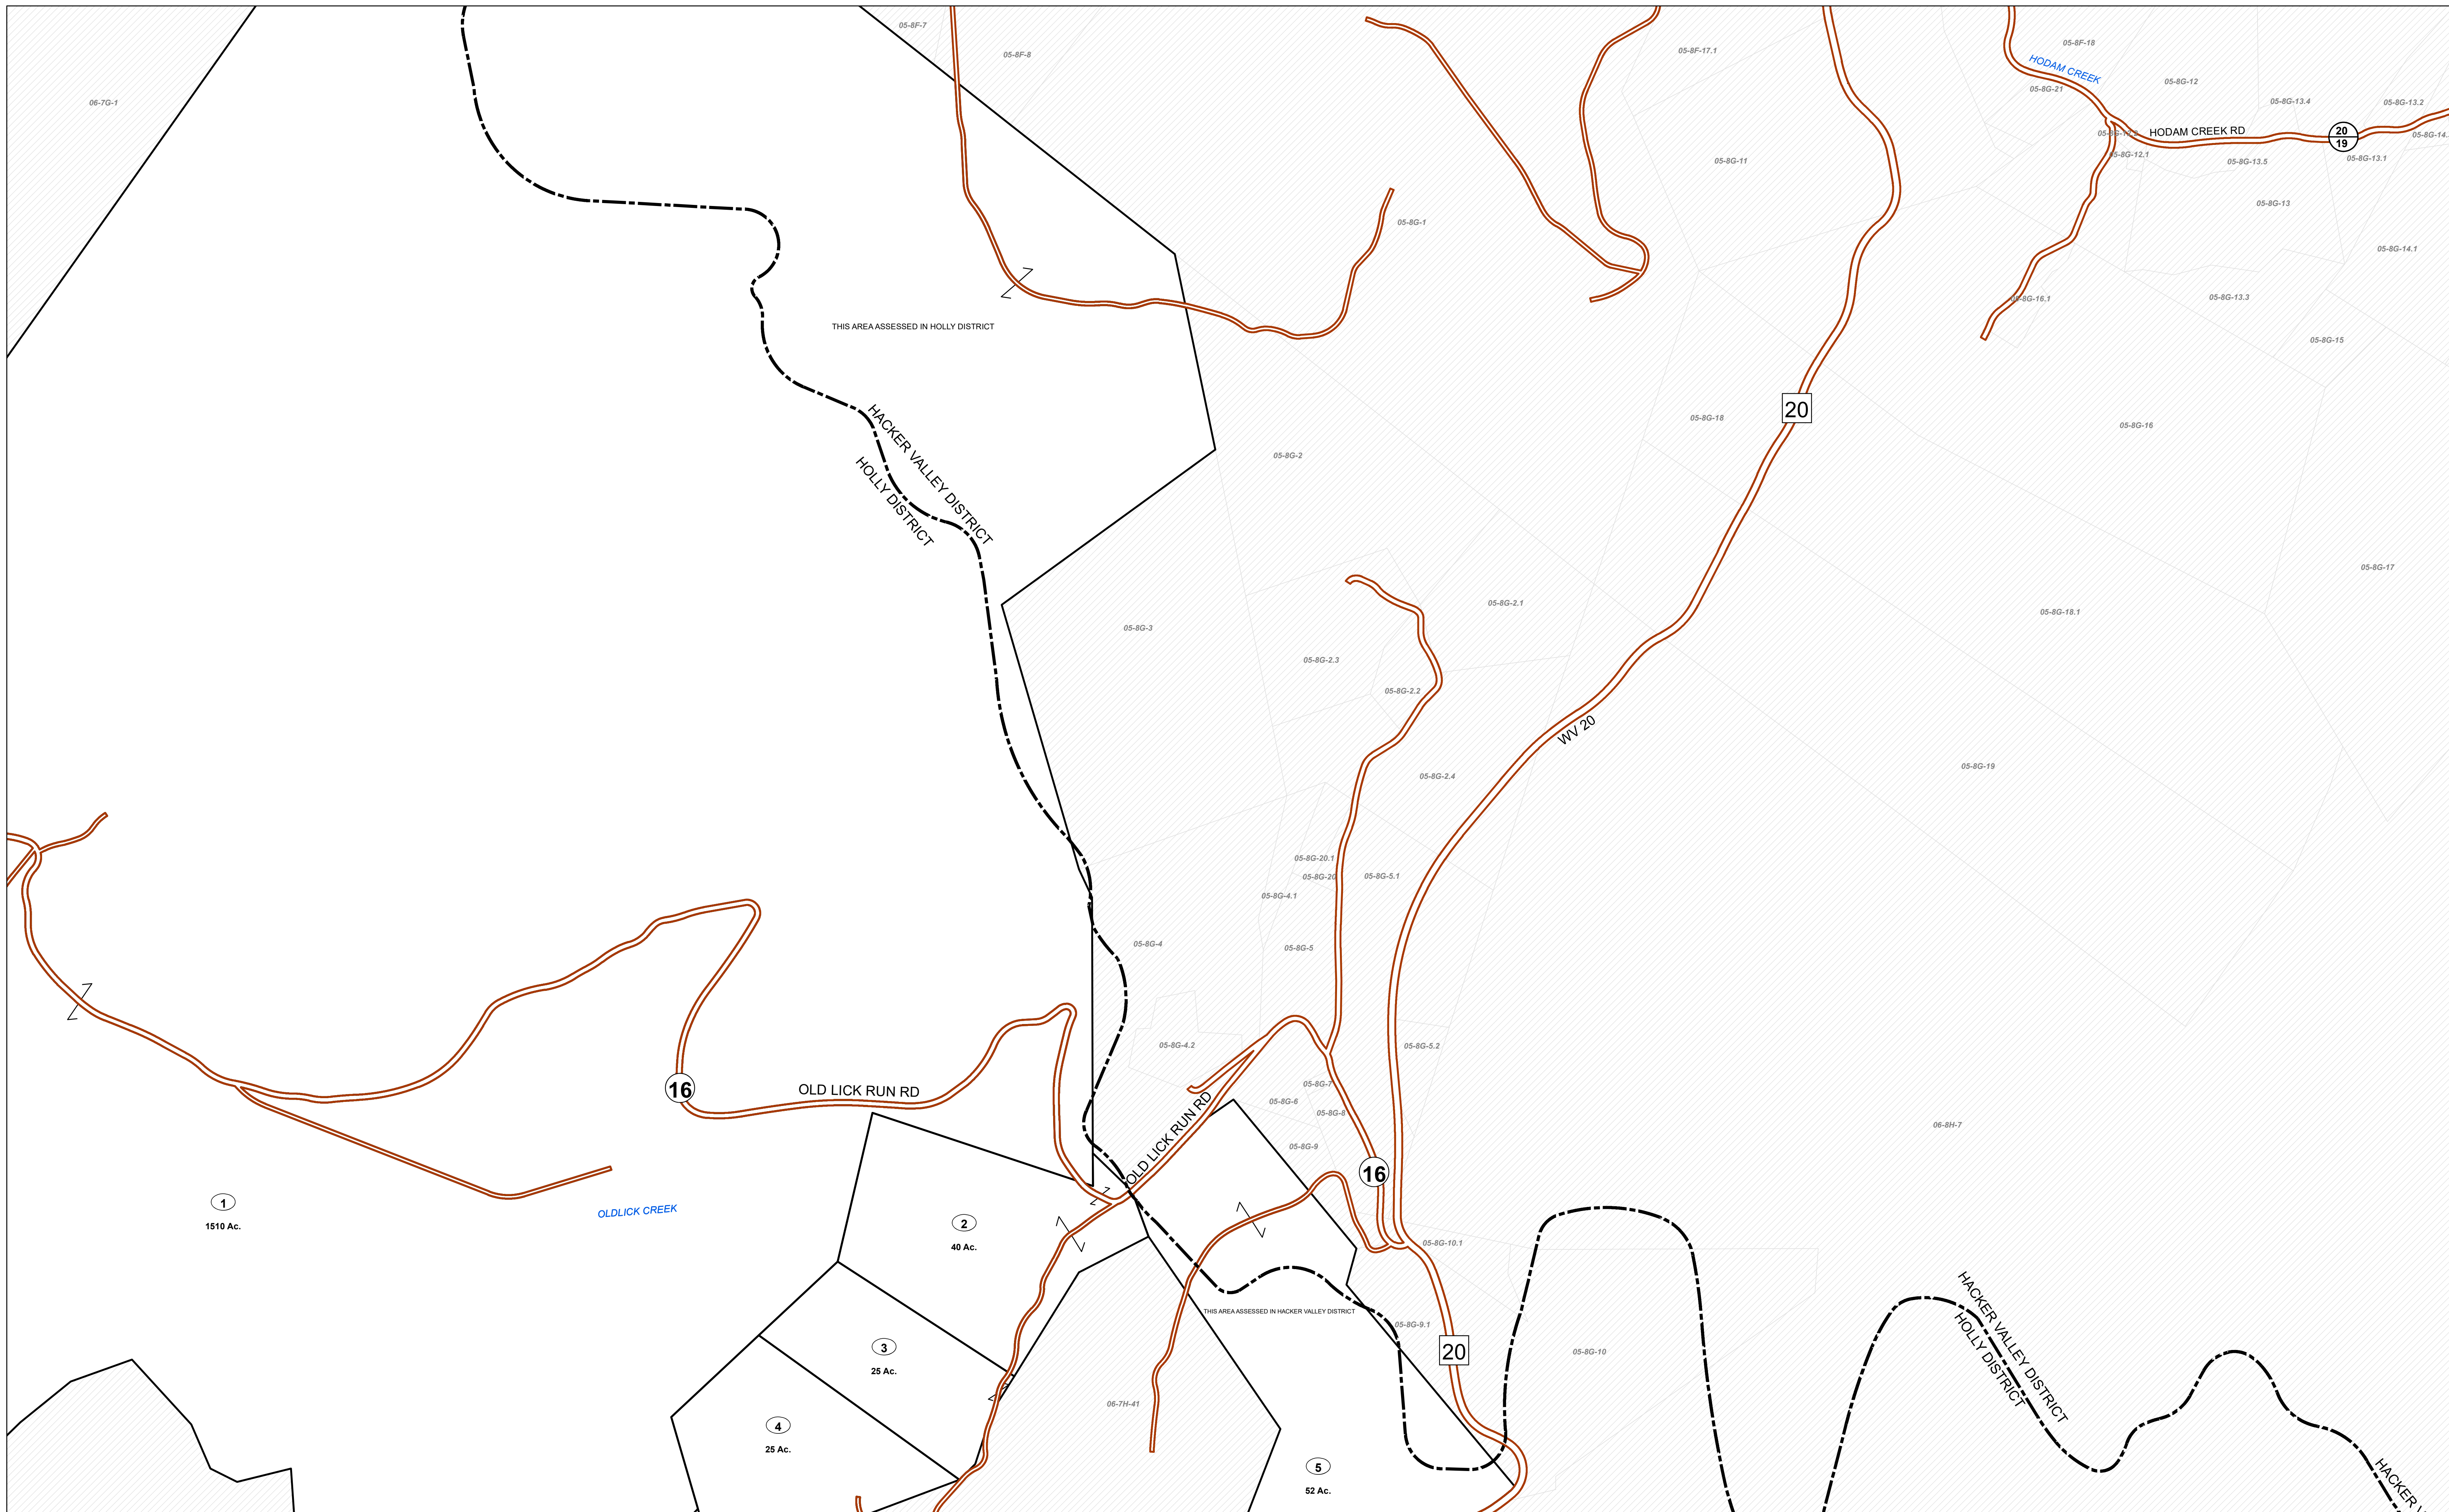 05-8F-7
05-8F-8
05-8F-17.1
05-8F-18
HODAM CREEK
05-8G-12
05-8G-21
06-7G-1
05-8G-13.4
05-8G-13.2
HODAM CREEK RD
20
19
05-8G-12.1
05-8G-13.5
05-8G-13.1
05-8G-11
05-8G-13
05-8G-1
05-8G-14.1
05-8G-16.1
05-8G-13.3
THIS AREA ASSESSED IN HOLLY DISTRICT
05-8G-15
20
05-8G-18
05-8G-16
HACKER VALLEY DISTRICT
HOLLY DISTRICT
05-8G-2
05-8G-17
05-8G-2.1
05-8G-18.1
05-8G-3
05-8G-2.3
05-8G-2.2
WV 20
05-8G-2.4
05-8G-19
05-8G-20.1
05-8G-20
05-8G-5.1
05-8G-4.1
05-8G-4
05-8G-5
05-8G-4.2
05-8G-5.2
16
OLD LICK RUN RD
05-8G-7
05-8G-6
05-8G-8
OLD LICK RUN RD
05-8G-9
06-8H-7
16
1
1510 Ac.
OLDLICK CREEK
2
40 Ac.
05-8G-10.1
THIS AREA ASSESSED IN HACKER VALLEY DISTRICT
05-8G-9.1
20
05-8G-10
HACKER VALLEY DISTRICT
HOLLY DISTRICT
3
25 Ac.
06-7H-41
4
25 Ac.
5
52 Ac.
HACKER